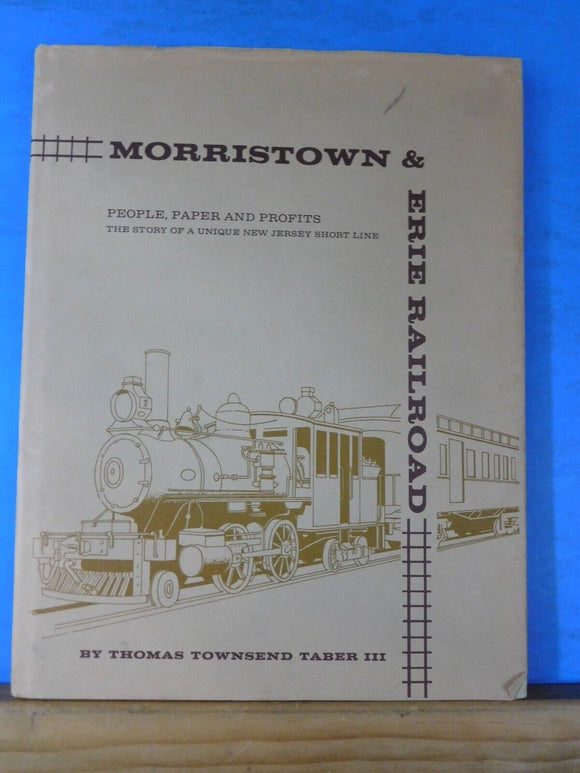 MORRISTOWN &
ERIE RAILROAD
PEOPLE, PAPER AND PROFITS
THE STORY OF A UNIQUE NEW JERSEY SHORT LINE
2
BY THOMAS TOWNSEND TABER III